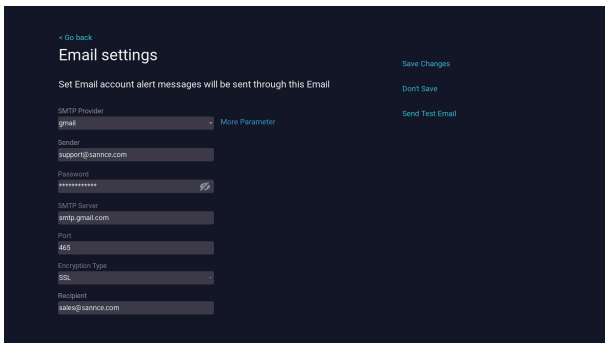 < Go back
Email settings
Save Changes
Set Email account alert messages will be sent through this Email
Don't Save
SMTP Provider
gmail
More Parameter
Send Test Email
Sender
support@sannce.com
Password
************
SMTP Server
smtp.gmail.com
Port
465
Encryption Type
SSL
Recipient
sales@sannce.com